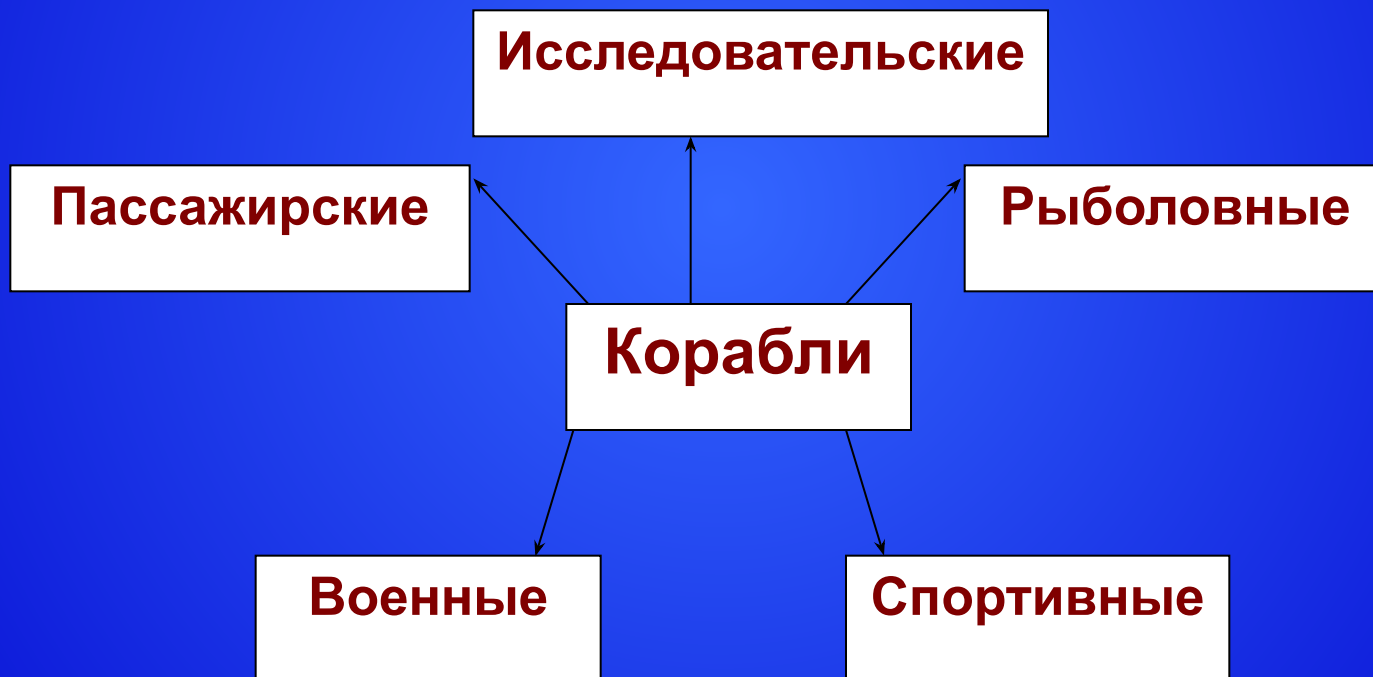 Исследовательские
Пассажирские
Рыболовные
Корабли
Военные
Спортивные